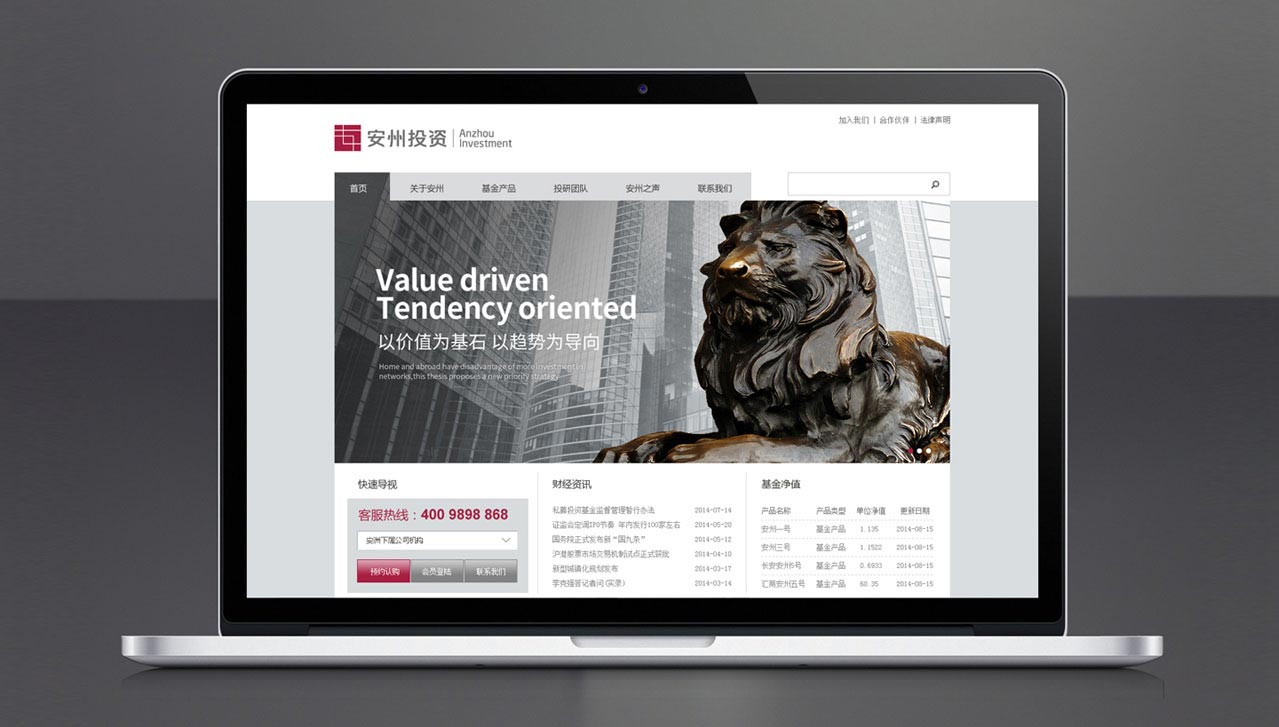 加入我们 | 合作伙伴 | 法律声明
安州投资 Anzhou Investment
首页 关于安州 基金产品 投研团队 安州之声 联系我们
Value driven
Tendency oriented
以价值为基石 以趋势为导向
Home and abroad have disadvantage of more investment in
networks,this thesis proposes a new priority strategy
快速导视
客服热线：400 9898 868
安洲下属公司机构
预约认购 会员登陆 联系我们
财经资讯
私募投资基金监督管理暂行办法 2014-07-14
证监会定调IPO节奏 年内发行100家左右 2014-05-20
国务院正式发布新“国九条” 2014-05-12
沪港股票市场交易机制试点正式获批 2014-04-10
新型城镇化规划发布 2014-03-17
李克强答记者问(实录) 2014-03-14
基金净值
产品名称 产品类型 单位净值 更新日期
安州一号 基金产品 1.135 2014-08-15
安州三号 基金产品 1.1522 2014-08-15
长安安州5号 基金产品 0.6933 2014-08-15
汇商安州五号 基金产品 60.35 2014-08-15